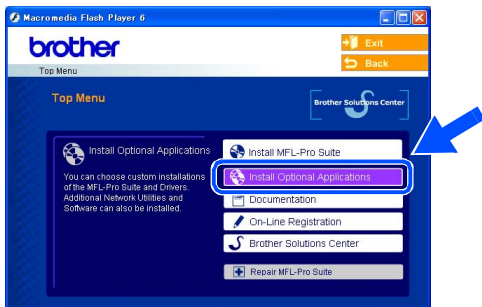 Macromedia Flash Player 6
brother
Exit
Back
Top Menu
Top Menu
Brother Solutions Center
Install Optional Applications
You can choose custom installations
of the MFL-Pro Suite and Drivers.
Additional Network Utilities and
Software can also be installed.
Install MFL-Pro Suite
Install Optional Applications
Documentation
On-Line Registration
Brother Solutions Center
Repair MFL-Pro Suite